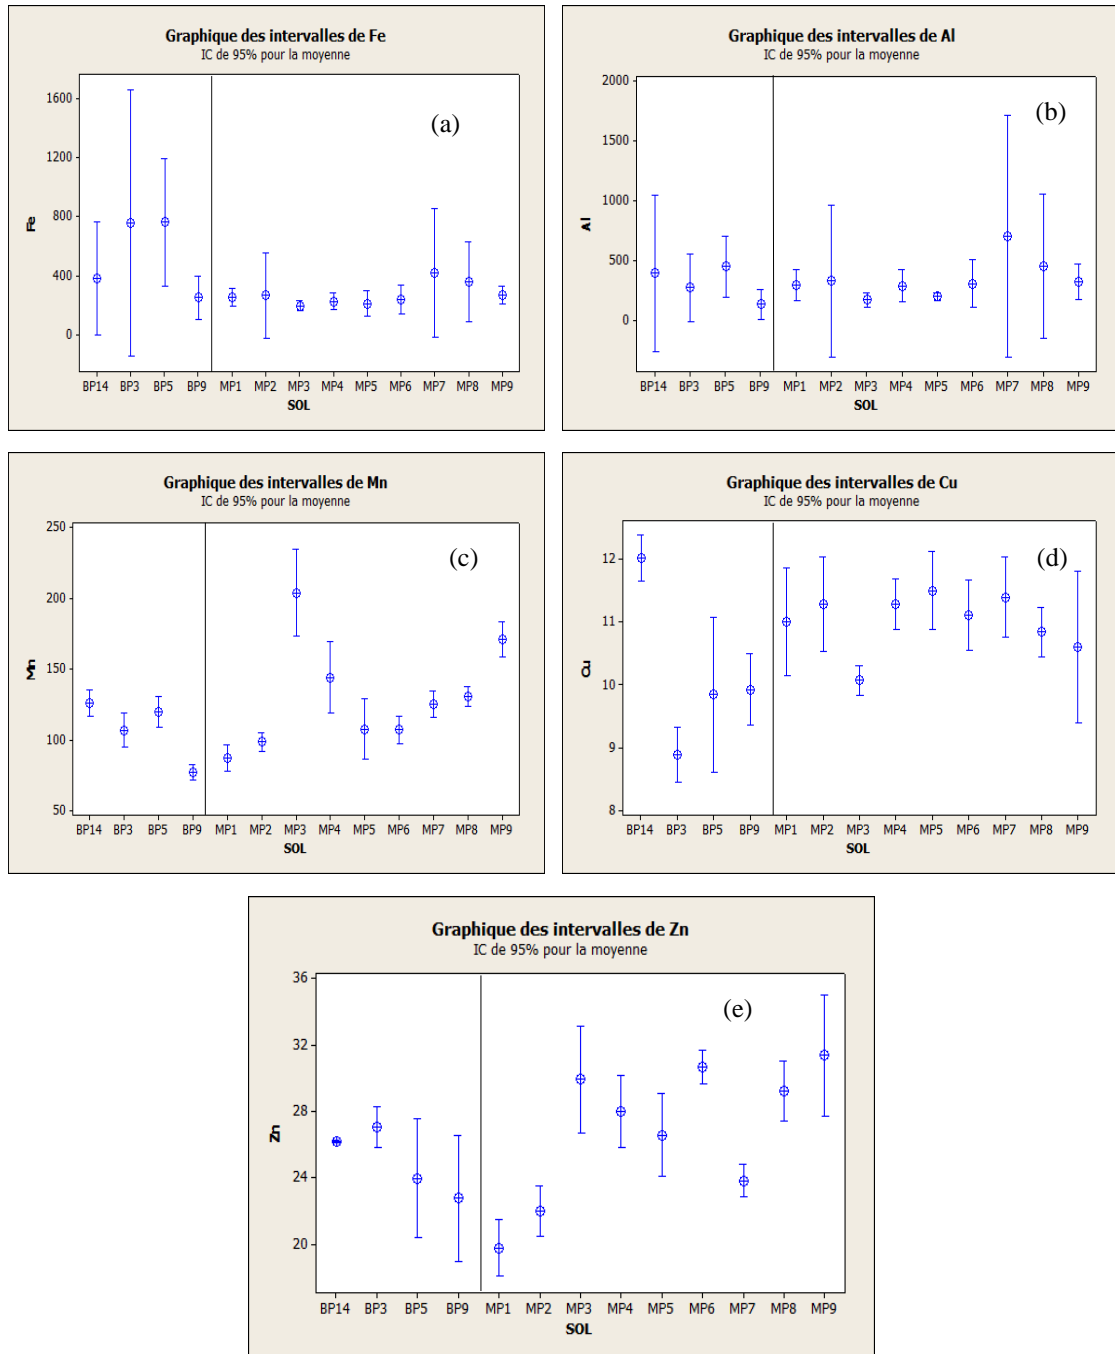 Graphique des intervalles de Fe
IC de 95% pour la moyenne
1600
1200
800
400
0
Fe
(a)
BP14 BP3 BP5 BP9 MP1 MP2 MP3 MP4 MP5 MP6 MP7 MP8 MP9
SOL
Graphique des intervalles de Al
IC de 95% pour la moyenne
2000
1500
1000
500
0
Al
(b)
BP14 BP3 BP5 BP9 MP1 MP2 MP3 MP4 MP5 MP6 MP7 MP8 MP9
SOL
Graphique des intervalles de Mn
IC de 95% pour la moyenne
250
200
150
100
50
Mn
(c)
BP14 BP3 BP5 BP9 MP1 MP2 MP3 MP4 MP5 MP6 MP7 MP8 MP9
SOL
Graphique des intervalles de Cu
IC de 95% pour la moyenne
12
11
10
9
8
Cu
(d)
BP14 BP3 BP5 BP9 MP1 MP2 MP3 MP4 MP5 MP6 MP7 MP8 MP9
SOL
Graphique des intervalles de Zn
IC de 95% pour la moyenne
36
32
28
24
20
Zn
(e)
BP14 BP3 BP5 BP9 MP1 MP2 MP3 MP4 MP5 MP6 MP7 MP8 MP9
SOL